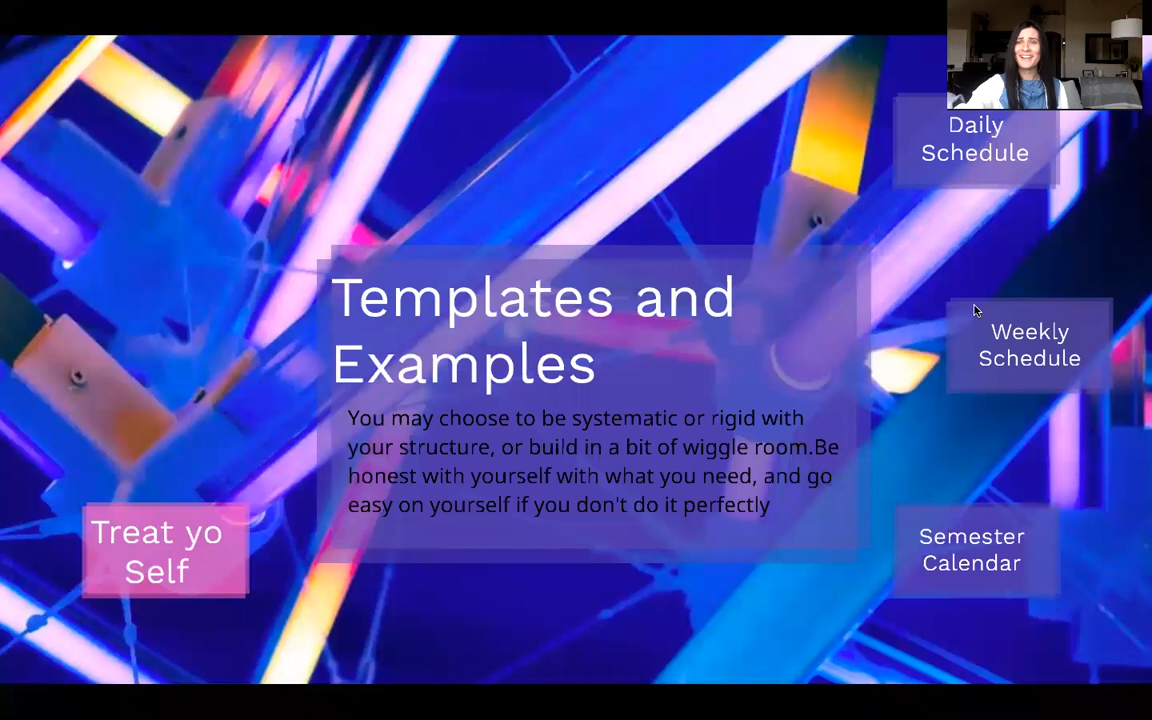 Templates and
Examples
You may choose to be systematic or rigid with
your structure, or build in a bit of wiggle room.Be
honest with yourself with what you need, and go
easy on yourself if you don't do it perfectly
Daily
Schedule
Weekly
Schedule
Semester
Calendar
Treat yo
Self